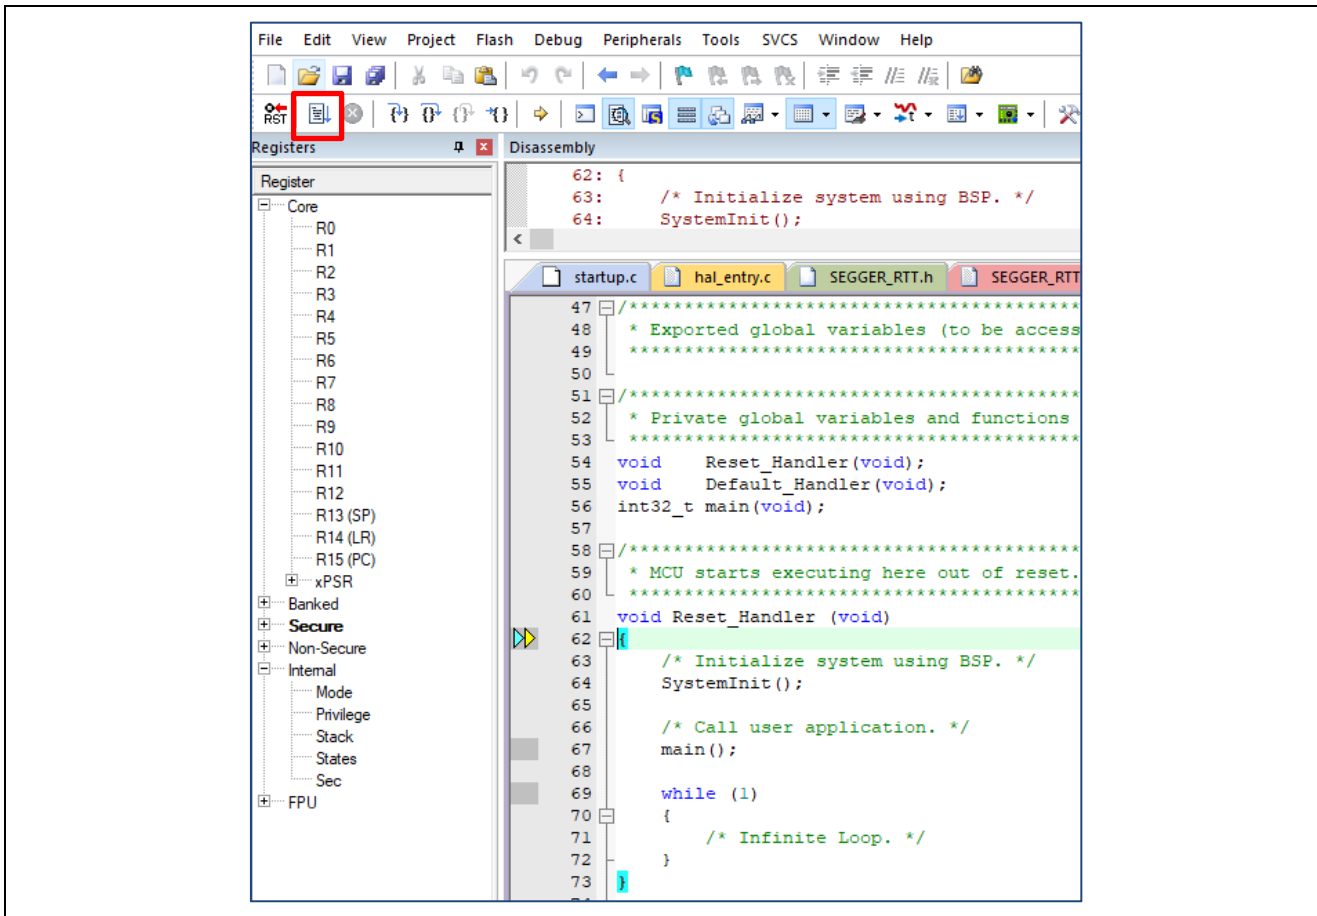 File Edit View Project Flash Debug Peripherals Tools SVCS Window Help
RST
Registers
Register
Core
R0
R1
R2
R3
R4
R5
R6
R7
R8
R9
R10
R11
R12
R13 (SP)
R14 (LR)
R15 (PC)
xPSR
Banked
Secure
Non-Secure
Internal
Mode
Privilege
Stack
States
Sec
FPU
Disassembly
62: {
63: /* Initialize system using BSP. */
64: SystemInit();
startup.c hal_entry.c SEGGER_RTT.h SEGGER_RTT
47 /*****************************************
48 * Exported global variables (to be access
49 *****************************************
50
51 /*****************************************
52 * Private global variables and functions
53 *****************************************
54 void Reset_Handler(void);
55 void Default_Handler(void);
56 int32_t main(void);
57
58 /*****************************************
59 * MCU starts executing here out of reset.
60 *****************************************
61 void Reset_Handler (void)
62 {
63 /* Initialize system using BSP. */
64 SystemInit();
65
66 /* Call user application. */
67 main();
68
69 while (1)
70 {
71 /* Infinite Loop. */
72 }
73 }